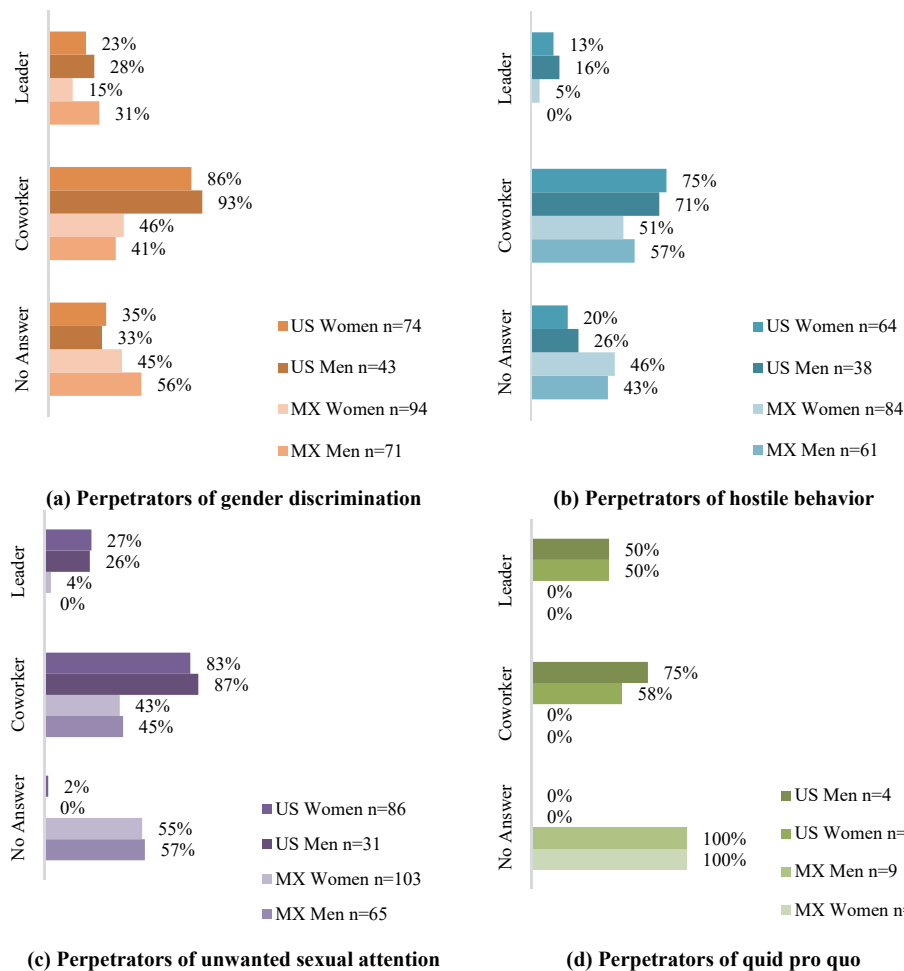 Leader
23%
28%
15%
31%
Coworker
86%
93%
46%
41%
No Answer
35%
33%
45%
56%
US Women n=74
US Men n=43
MX Women n=94
MX Men n=71
(a) Perpetrators of gender discrimination
Leader
13%
16%
5%
0%
Coworker
75%
71%
51%
57%
No Answer
20%
26%
46%
43%
US Women n=64
US Men n=38
MX Women n=84
MX Men n=61
(b) Perpetrators of hostile behavior
Leader
27%
26%
4%
0%
Coworker
83%
87%
43%
45%
No Answer
2%
0%
55%
57%
US Women n=86
US Men n=31
MX Women n=103
MX Men n=65
(c) Perpetrators of unwanted sexual attention
Leader
50%
50%
0%
0%
Coworker
75%
58%
0%
0%
No Answer
0%
0%
100%
100%
US Men n=4
US Women n=
MX Men n=9
MX Women n=
(d) Perpetrators of quid pro quo